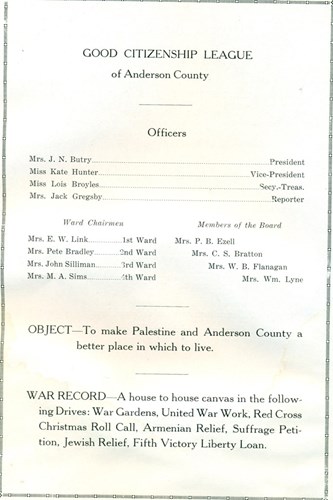 GOOD CITIZENSHIP LEAGUE
of Anderson County
Officers
Mrs. J. N. Butry President
Miss Kate Hunter Vice-President
Miss Lois Broyles Secy.-Treas.
Mrs. Jack Gregsby Reporter
Ward Chairmen
Mrs. E. W. Link 1st Ward
Mrs. Pete Bradley 2nd Ward
Mrs. John Silliman 3rd Ward
Mrs. M. A. Sims 4th Ward
Members of the Board
Mrs. P. B. Ezell
Mrs. C. S. Bratton
Mrs. W. B. Flanagan
Mrs. Wm. Lyne
OBJECT—To make Palestine and Anderson County a
better place in which to live.
WAR RECORD—A house to house canvas in the follow-
ing Drives: War Gardens, United War Work, Red Cross
Christmas Roll Call, Armenian Relief, Suffrage Peti-
tion, Jewish Relief, Fifth Victory Liberty Loan.